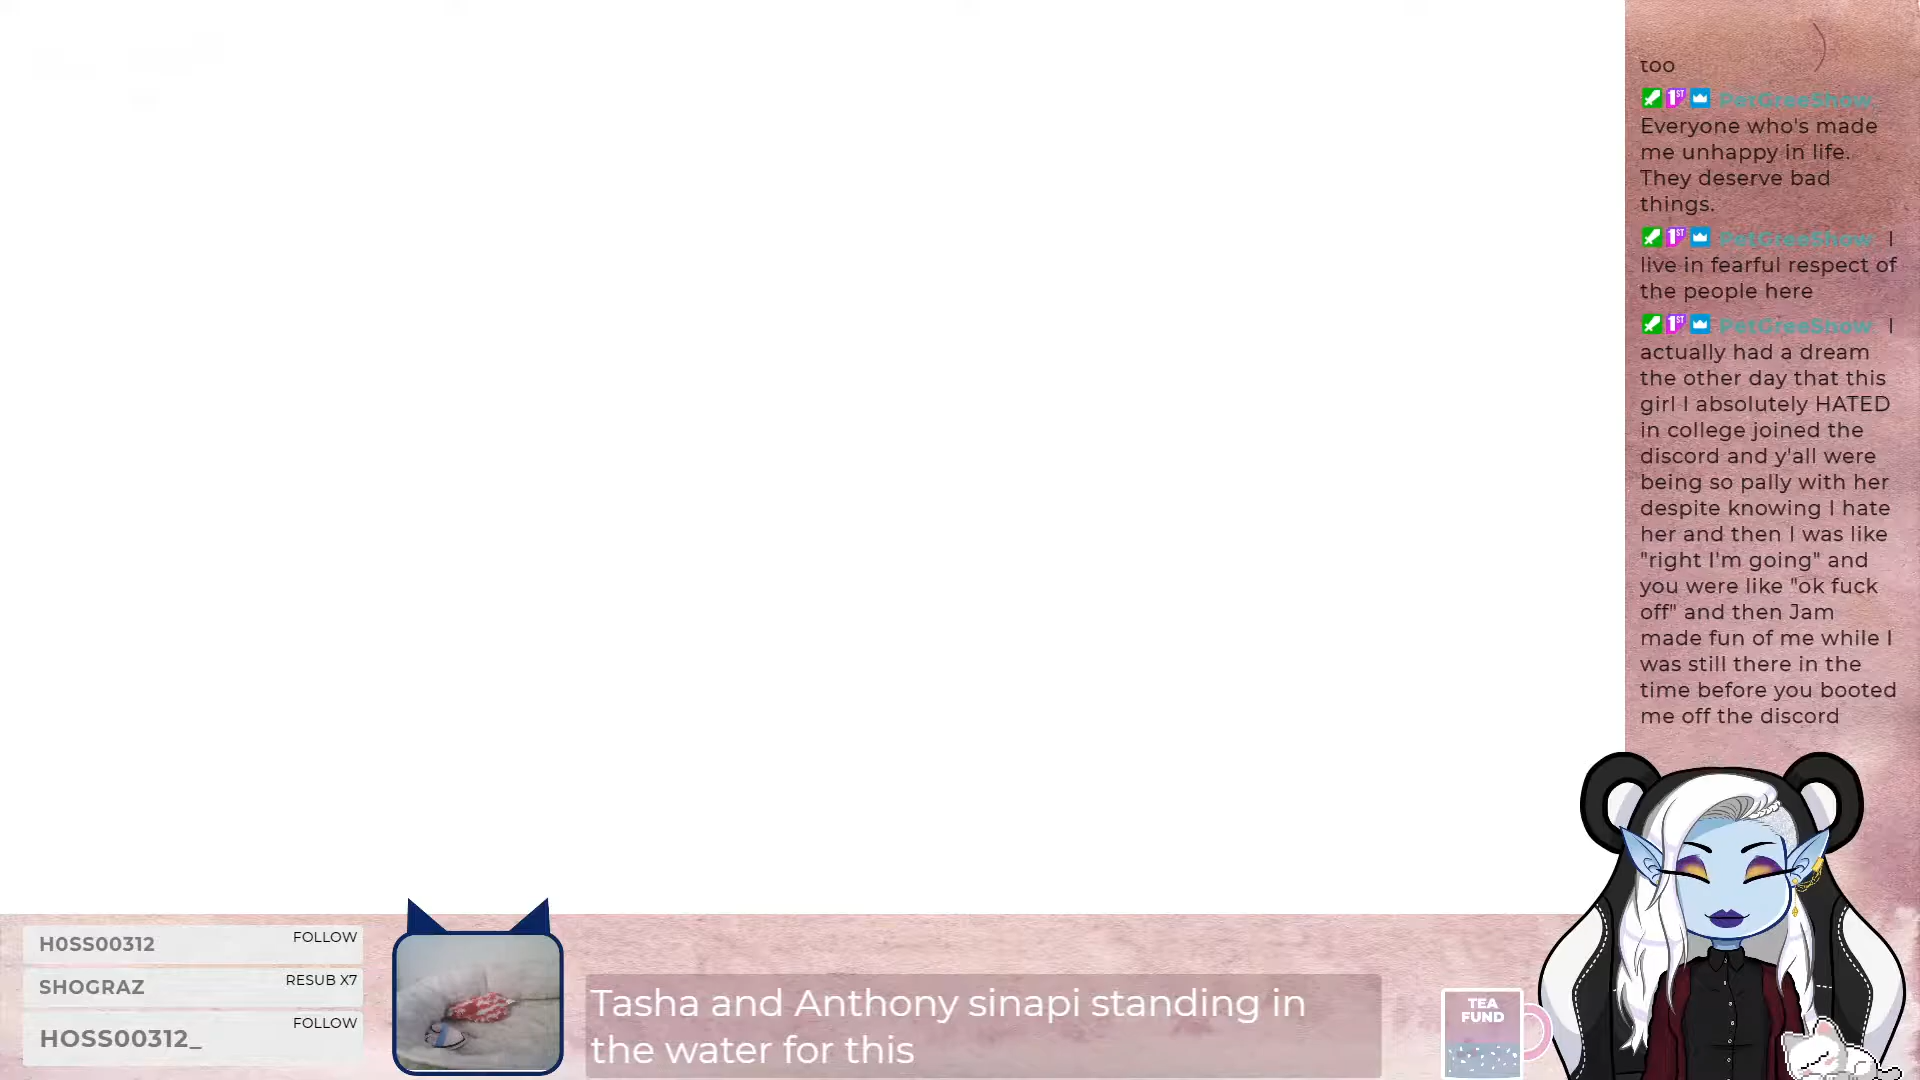 too
PetGreeShow
Everyone who's made
me unhappy in life.
They deserve bad
things.
PetGreeShow I
live in fearful respect of
the people here
PetGreeShow I
actually had a dream
the other day that this
girl I absolutely HATED
in college joined the
discord and y'all were
being so pally with her
despite knowing I hate
her and then I was like
"right I'm going" and
you were like "ok fuck
off" and then Jam
made fun of me while I
was still there in the
time before you booted
me off the discord
H0SS00312 FOLLOW
SHOGRAZ RESUB X7
HOSS00312_ FOLLOW
Tasha and Anthony sinapi standing in
the water for this
TEA
FUND